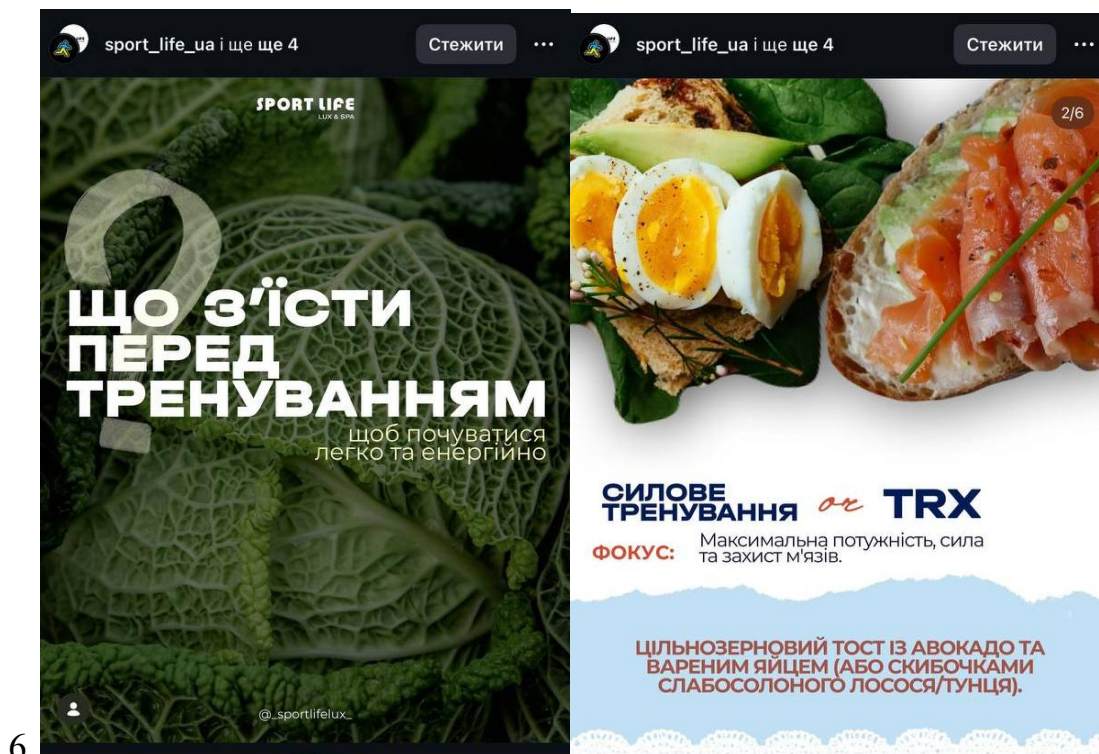 sport_life_ua і ще ще 4
Стежити
SPORT LIFE
LUX & SPA
?
ЩО З'ЇСТИ
ПЕРЕД
ТРЕНУВАННЯМ
щоб почуватися
легко та енергійно
@_sportlifelux_
sport_life_ua і ще ще 4
Стежити
2/6
СИЛОВЕ
ТРЕНУВАННЯ or TRX
ФОКУС: Максимальна потужність, сила
та захист м'язів.
ЦІЛЬНОЗЕРНОВИЙ ТОСТ ІЗ АВОКАДО ТА
ВАРЕНИМ ЯЙЦЕМ (АБО СКИБОЧКАМИ
СЛАБОСОЛОНОГО ЛОСОСЯ/ТУНЦЯ).
6